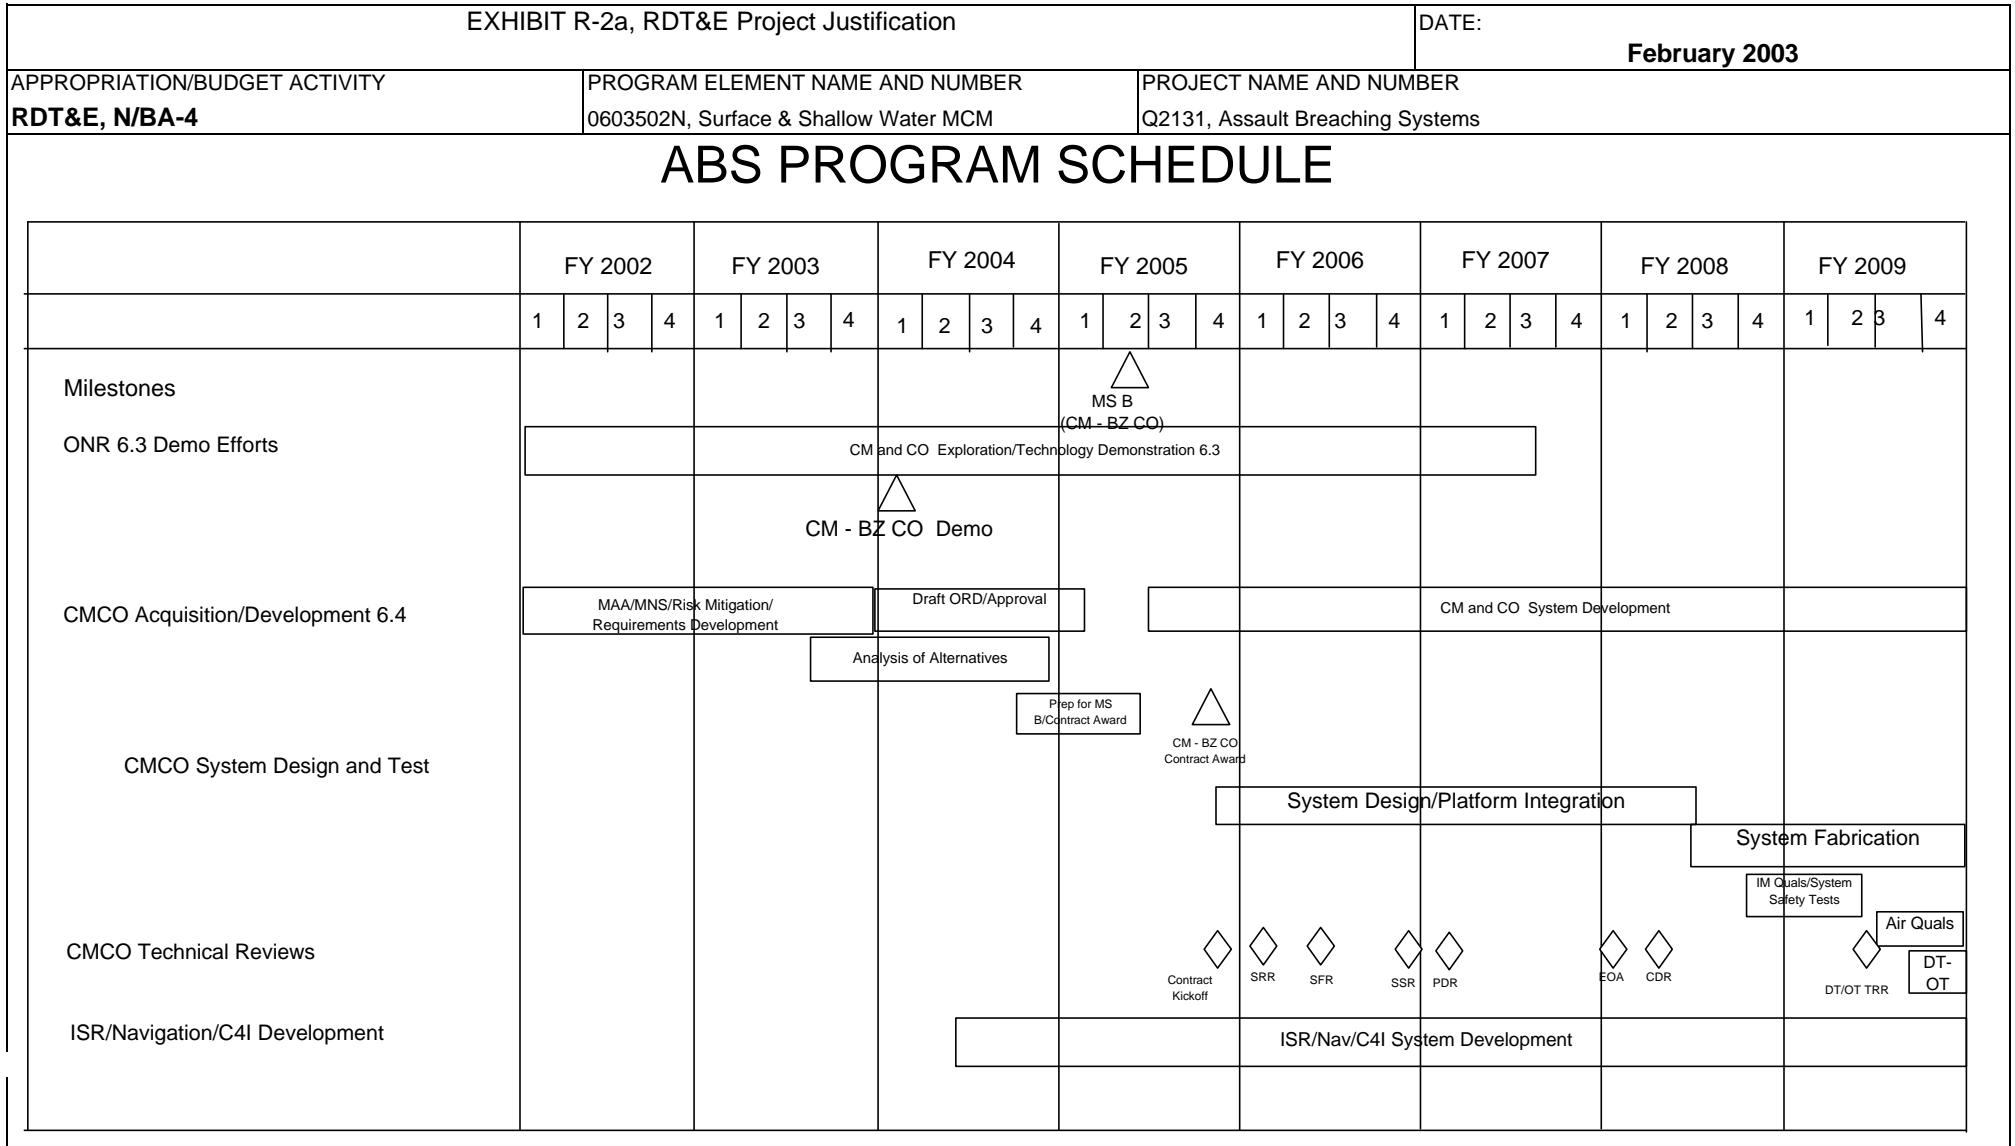 EXHIBIT R-2a, RDT&E Project Justification
DATE:
February 2003
APPROPRIATION/BUDGET ACTIVITY
PROGRAM ELEMENT NAME AND NUMBER
PROJECT NAME AND NUMBER
RDT&E, N/BA-4
0603502N, Surface & Shallow Water MCM
Q2131, Assault Breaching Systems
ABS PROGRAM SCHEDULE
FY 2002
FY 2003
FY 2004
FY 2005
FY 2006
FY 2007
FY 2008
FY 2009
1 2 3 4 1 2 3 4 1 2 3 4 1 2 3 4 1 2 3 4 1 2 3 4 1 2 3 4 1 2 3 4
Milestones
MS B
(CM - BZ CO)
ONR 6.3 Demo Efforts
CM and CO Exploration/Technology Demonstration 6.3
CM - BZ CO Demo
CMCO Acquisition/Development 6.4
MAA/MNS/Risk Mitigation/
Requirements Development
Draft ORD/Approval
CM and CO System Development
Analysis of Alternatives
Prep for MS
B/Contract Award
CM - BZ CO
Contract Award
CMCO System Design and Test
System Design/Platform Integration
System Fabrication
IM Quals/System
Safety Tests
Air Quals
CMCO Technical Reviews
Contract
Kickoff
SRR
SFR
SSR
PDR
EOA
CDR
DT/OT TRR
DT-
OT
ISR/Navigation/C4I Development
ISR/Nav/C4I System Development